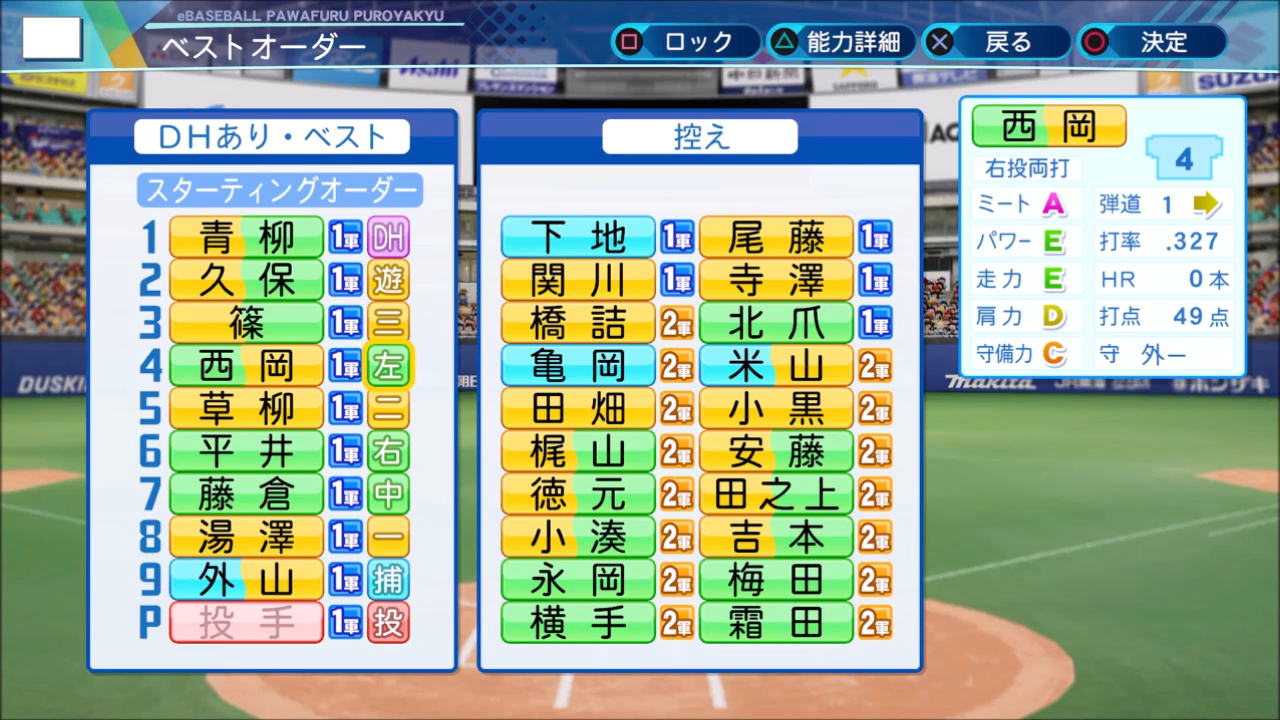 eBASEBALL PAWAFURU PUROYAKYU
ベストオーダー
ロック 能力詳細 戻る 決定
DHあり・ベスト
スターティングオーダー
1 青柳 1軍 DH
2 久保 1軍 遊
3 篠 1軍 三
4 西岡 1軍 左
5 草柳 1軍 二
6 平井 1軍 右
7 藤倉 1軍 中
8 湯澤 1軍 一
9 外山 1軍 捕
P 投手 1軍 投
控え
下地 1軍 尾藤 1軍
関川 1軍 寺澤 1軍
橋詰 2軍 北爪 1軍
亀岡 2軍 米山 2軍
田畑 2軍 小黒 2軍
梶山 2軍 安藤 2軍
徳元 2軍 田之上 2軍
小湊 2軍 吉本 2軍
永岡 2軍 梅田 2軍
横手 2軍 霜田 2軍
西岡
右投両打 4
ミート A 弾道 1
パワー E 打率 .327
走力 E HR 0本
肩力 D 打点 49点
守備力 C 守 外一
Asahi
SUZU
DUSKI
makita